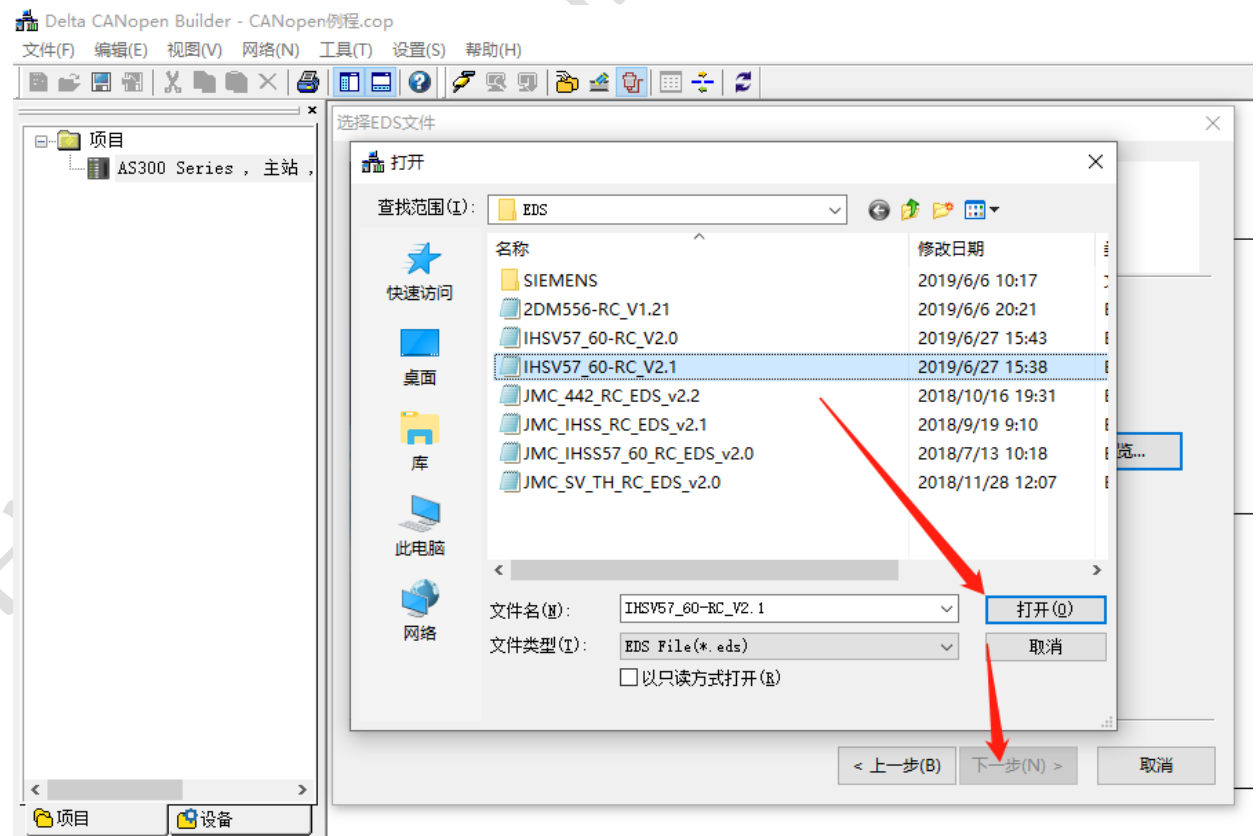 Delta CANopen Builder - CANopen例程.cop
文件(F) 编辑(E) 视图(V) 网络(N) 工具(T) 设置(S) 帮助(H)
选择EDS文件
项目
AS300 Series , 主站 ,
打开
查找范围(I):
EDS
名称
修改日期
SIEMENS 2019/6/6 10:17
2DM556-RC_V1.21 2019/6/6 20:21
IHSV57_60-RC_V2.0 2019/6/27 15:43
IHSV57_60-RC_V2.1 2019/6/27 15:38
JMC_442_RC_EDS_v2.2 2018/10/16 19:31
JMC_IHSS_RC_EDS_v2.1 2018/9/19 9:10
JMC_IHSS57_60_RC_EDS_v2.0 2018/7/13 10:18
JMC_SV_TH_RC_EDS_v2.0 2018/11/28 12:07
快速访问
桌面
库
此电脑
网络
览...
文件名(N):
IHSV57_60-RC_V2.1
打开(O)
文件类型(T):
EDS File(*.eds)
取消
以只读方式打开(R)
< 上一步(B)
下一步(N) >
取消
项目
设备